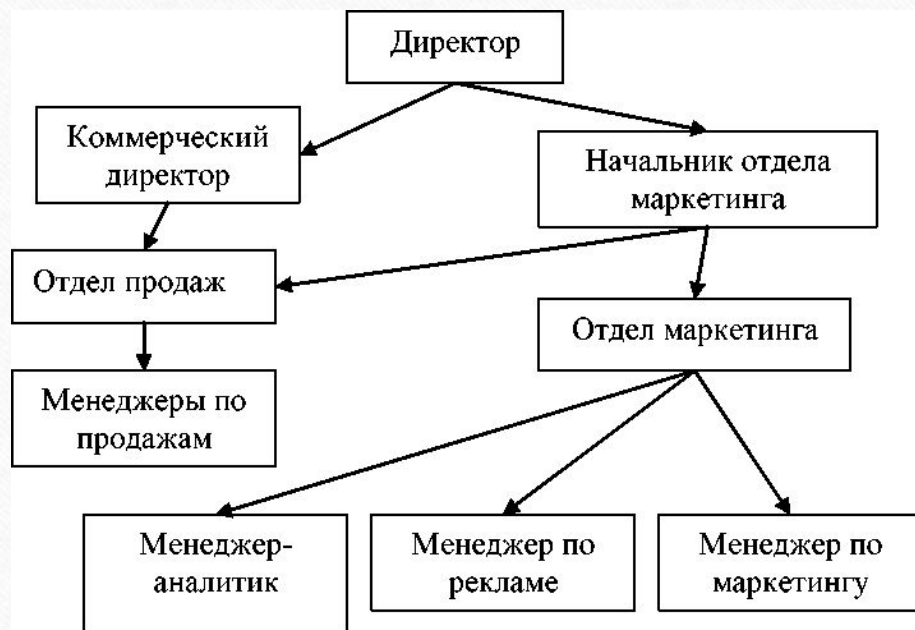 Директор
Коммерческий
директор
Начальник отдела
маркетинга
Отдел продаж
Отдел маркетинга
Менеджеры по
продажам
Менеджер-
аналитик
Менеджер по
рекламе
Менеджер по
маркетингу